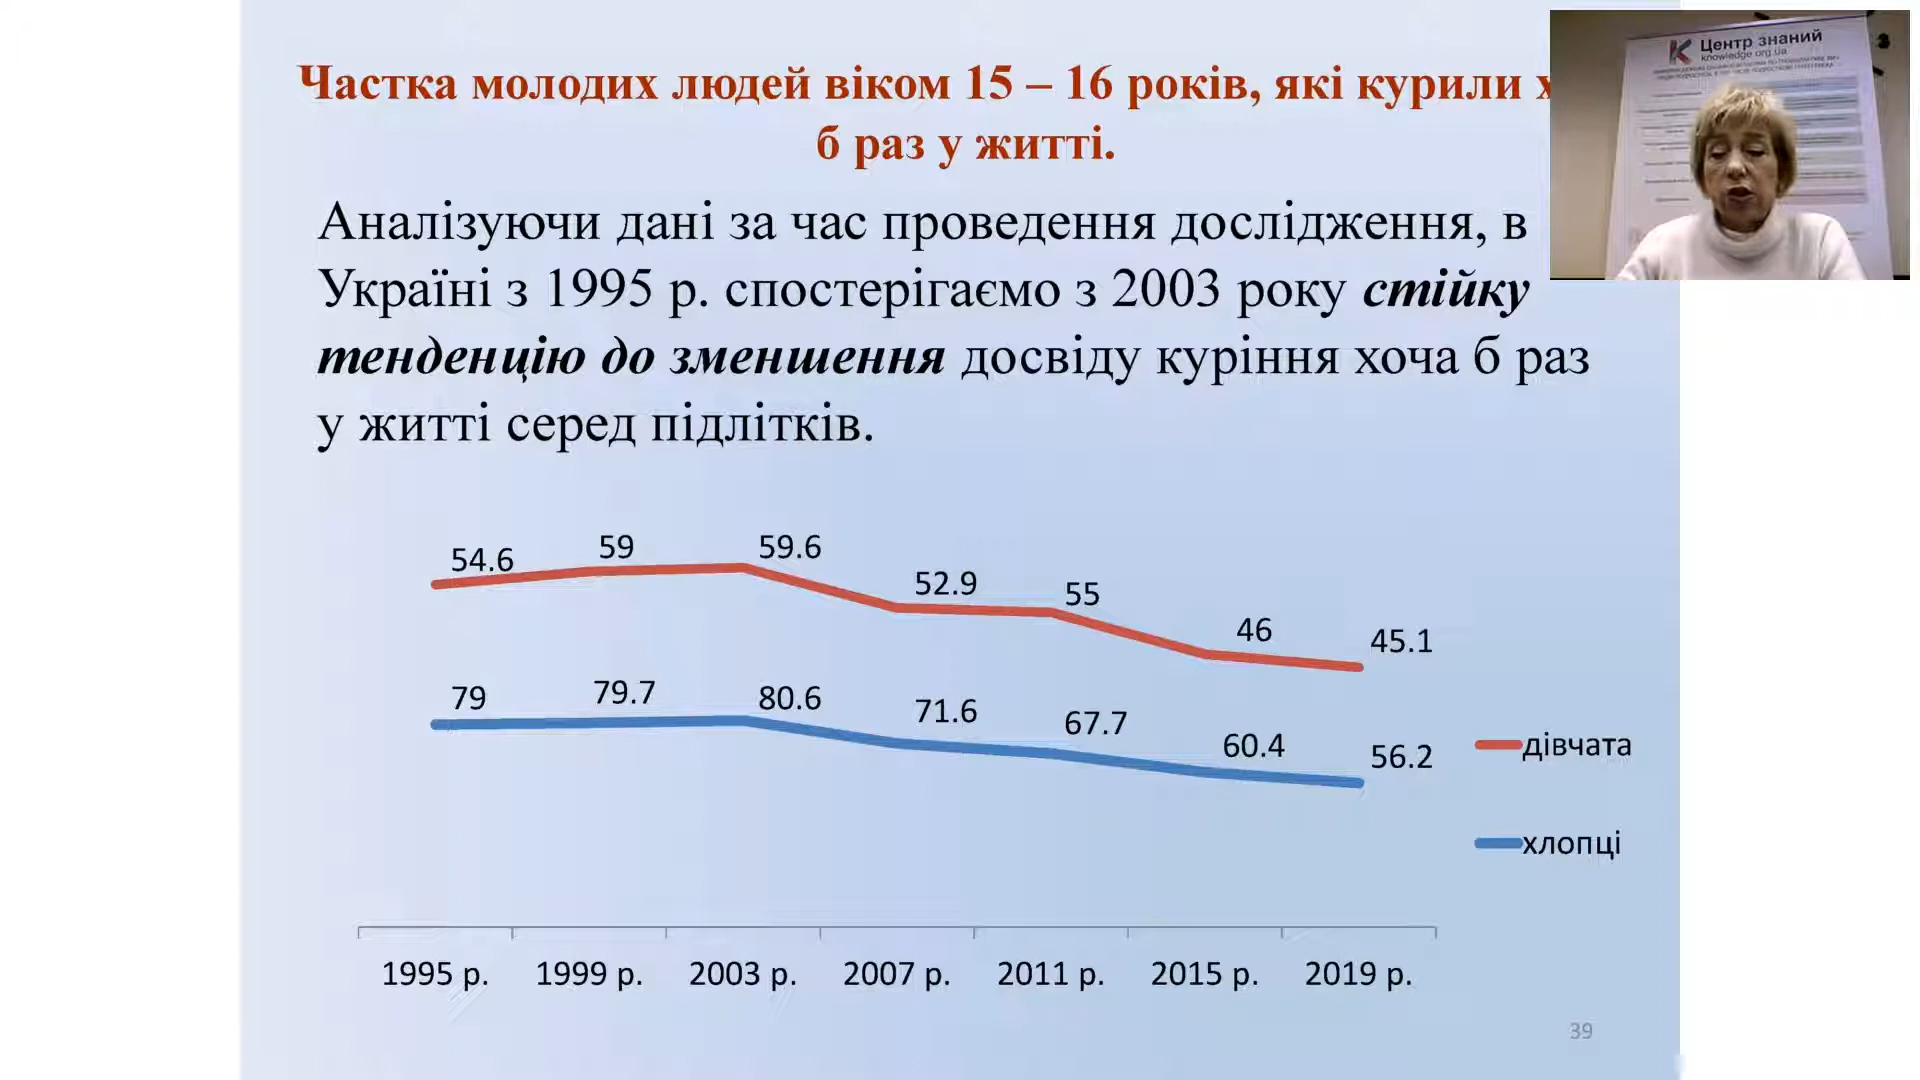 Частка молодих людей віком 15 – 16 років, які курили х
б раз у житті.
Центр знаний
knowledge.org.ua
Аналізуючи дані за час проведення дослідження, в
Україні з 1995 р. спостерігаємо з 2003 року стійку
тенденцію до зменшення досвіду куріння хоча б раз
у житті серед підлітків.
54.6 59 59.6 52.9 55 46 45.1
79 79.7 80.6 71.6 67.7 60.4 56.2
дівчата
хлопці
1995 р. 1999 р. 2003 р. 2007 р. 2011 р. 2015 р. 2019 р.
39